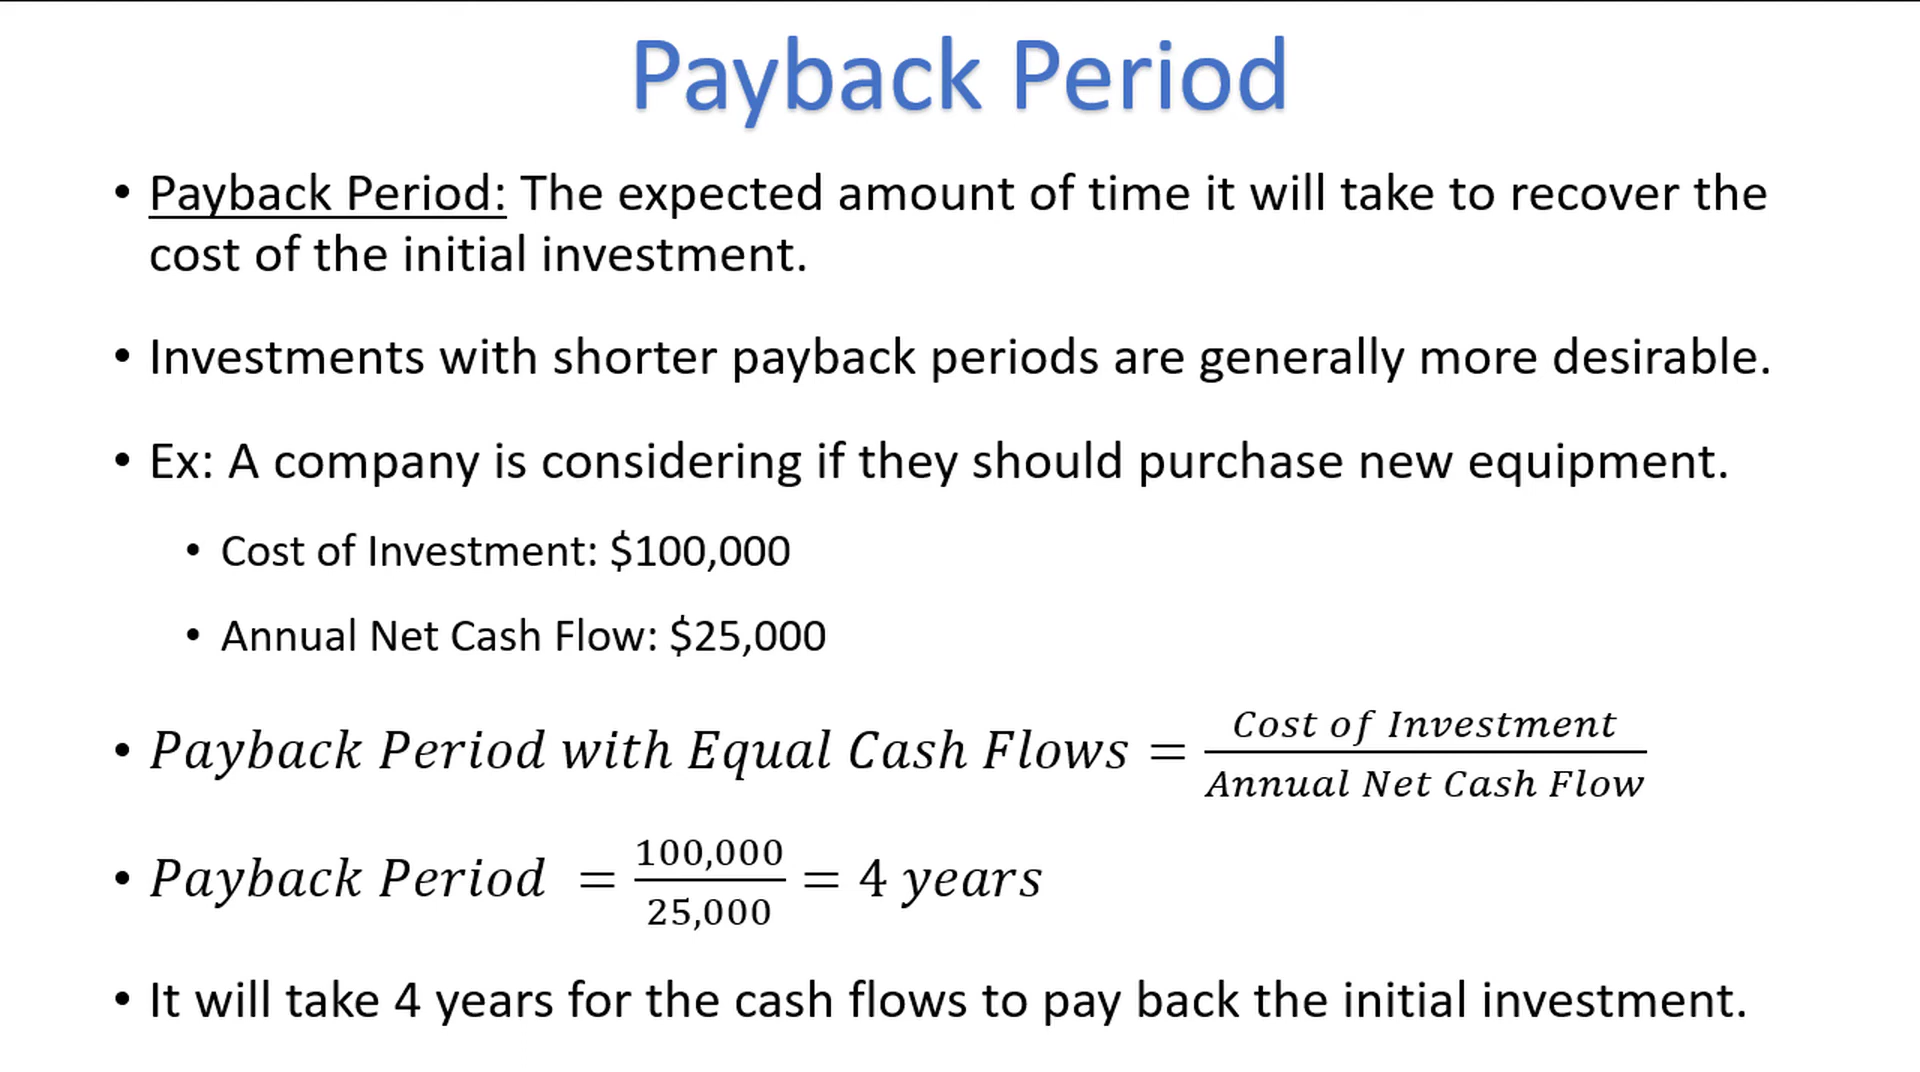 Payback Period
• Payback Period: The expected amount of time it will take to recover the
cost of the initial investment.
• Investments with shorter payback periods are generally more desirable.
• Ex: A company is considering if they should purchase new equipment.
• Cost of Investment: $100,000
• Annual Net Cash Flow: $25,000
• Payback Period with Equal Cash Flows = Cost of Investment / Annual Net Cash Flow
• Payback Period = 100,000 / 25,000 = 4 years
• It will take 4 years for the cash flows to pay back the initial investment.